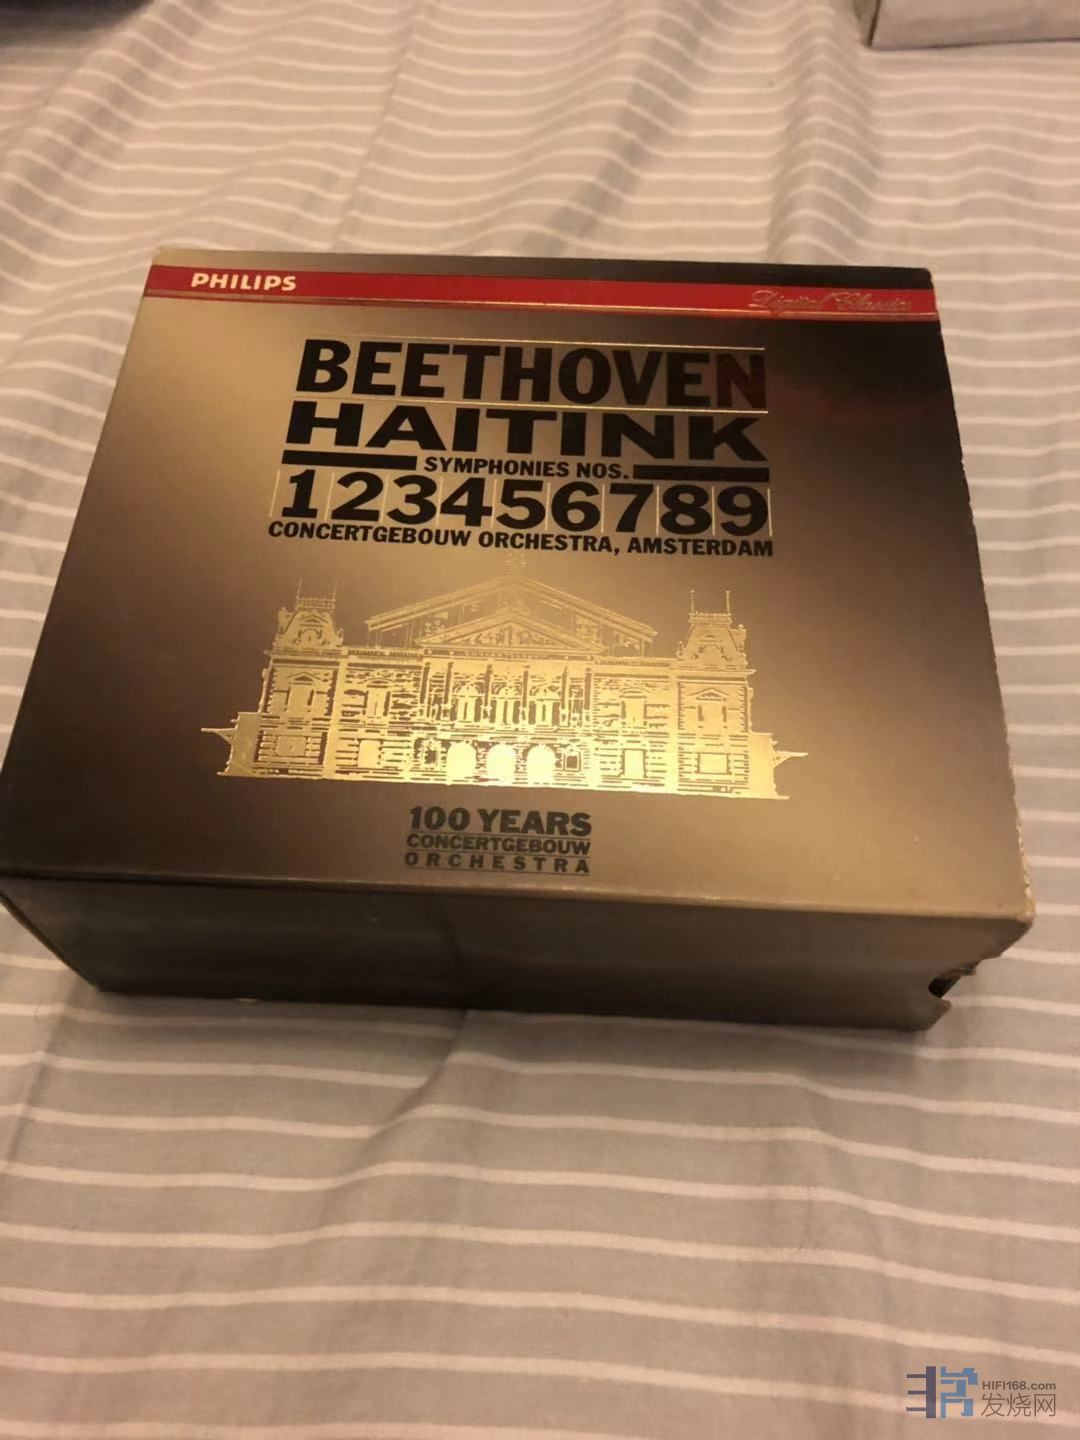 PHILIPS
Digital Classics
BEETHOVEN
HAITINK
SYMPHONIES NOS.
123456789
CONCERTGEBOUW ORCHESTRA, AMSTERDAM
100 YEARS
CONCERTGEBOUW
ORCHESTRA
HIFI168.com
发烧网